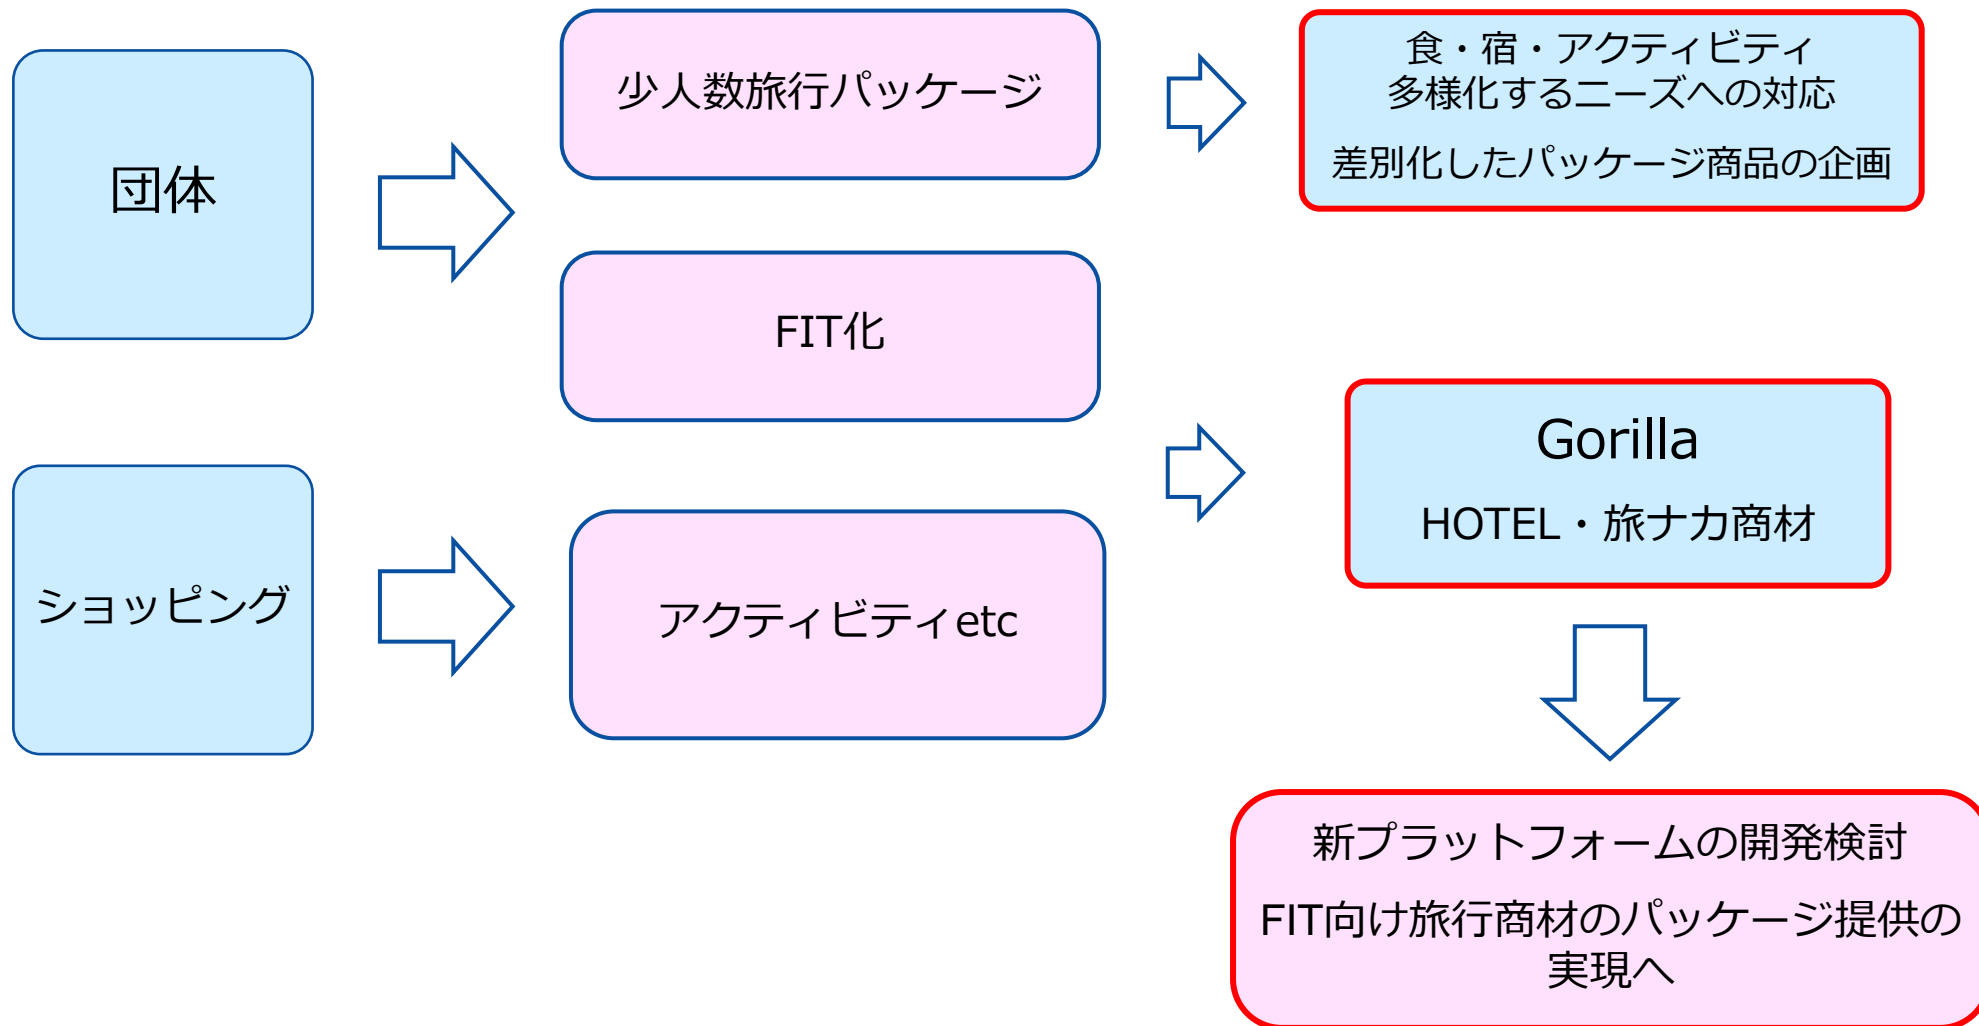 団体
少人数旅行パッケージ
食・宿・アクティビティ
多様化するニーズへの対応
差別化したパッケージ商品の企画
FIT化
Gorilla
HOTEL・旅ナカ商材
ショッピング
アクティビティetc
新プラットフォームの開発検討
FIT向け旅行商材のパッケージ提供の
実現へ